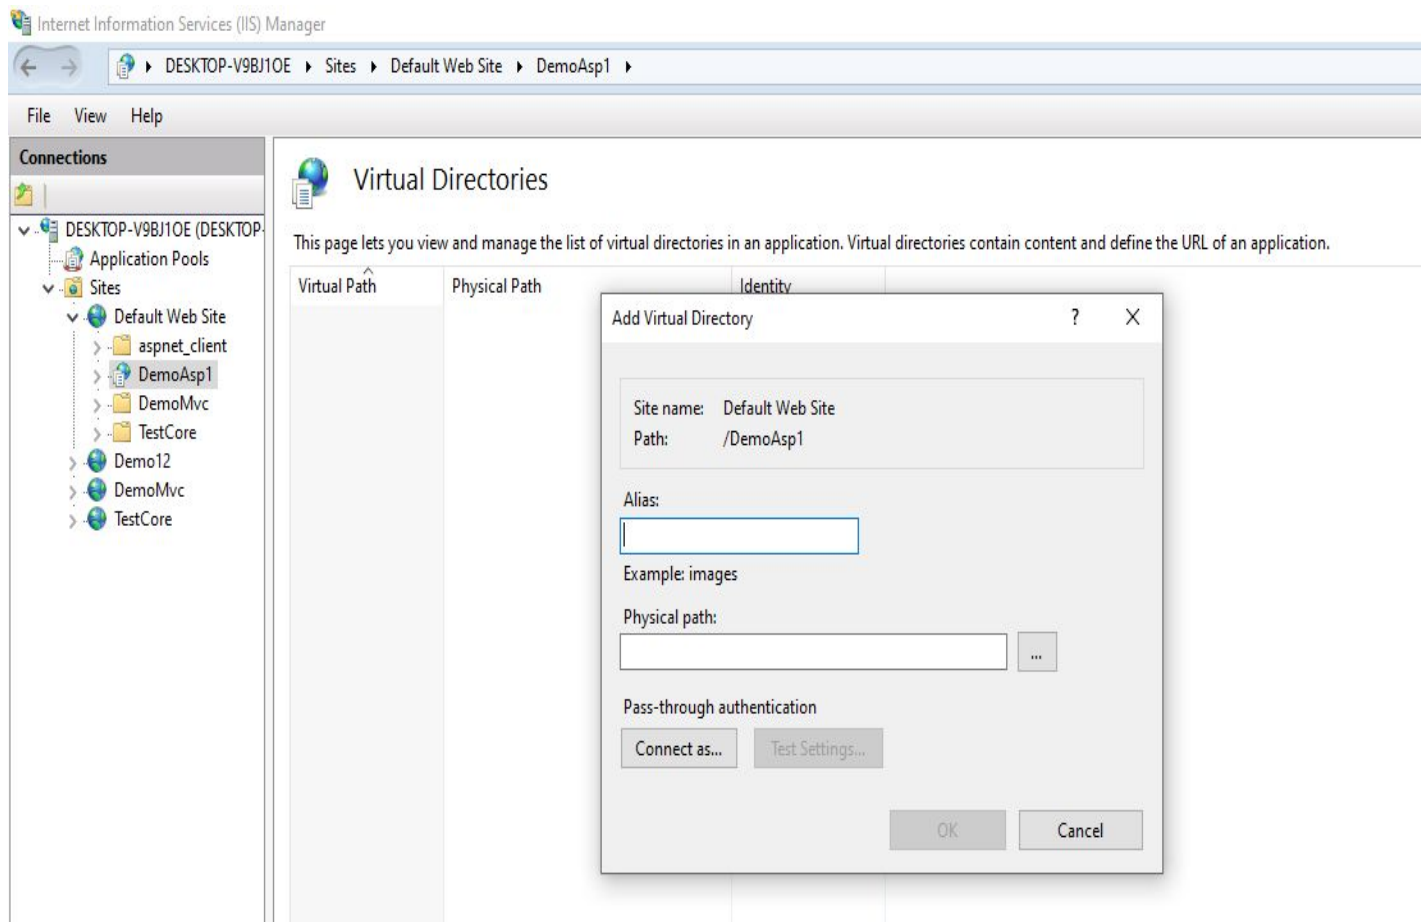 Internet Information Services (IIS) Manager
DESKTOP-V9BJ1OE Sites Default Web Site DemoAsp1
File View Help
Connections
DESKTOP-V9BJ1OE (DESKTOP-
Application Pools
Sites
Default Web Site
aspnet_client
DemoAsp1
DemoMvc
TestCore
Demo12
DemoMvc
TestCore
Virtual Directories
This page lets you view and manage the list of virtual directories in an application. Virtual directories contain content and define the URL of an application.
Virtual Path Physical Path Identity
Add Virtual Directory ? X
Site name: Default Web Site
Path: /DemoAsp1
Alias:
Example: images
Physical path:
...
Pass-through authentication
Connect as... Test Settings...
OK Cancel